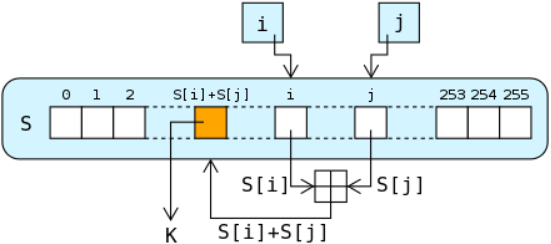 i j
0 1 2 S[i]+S[j] i j 253 254 255
S
S[i] S[j]
K S[i]+S[j]